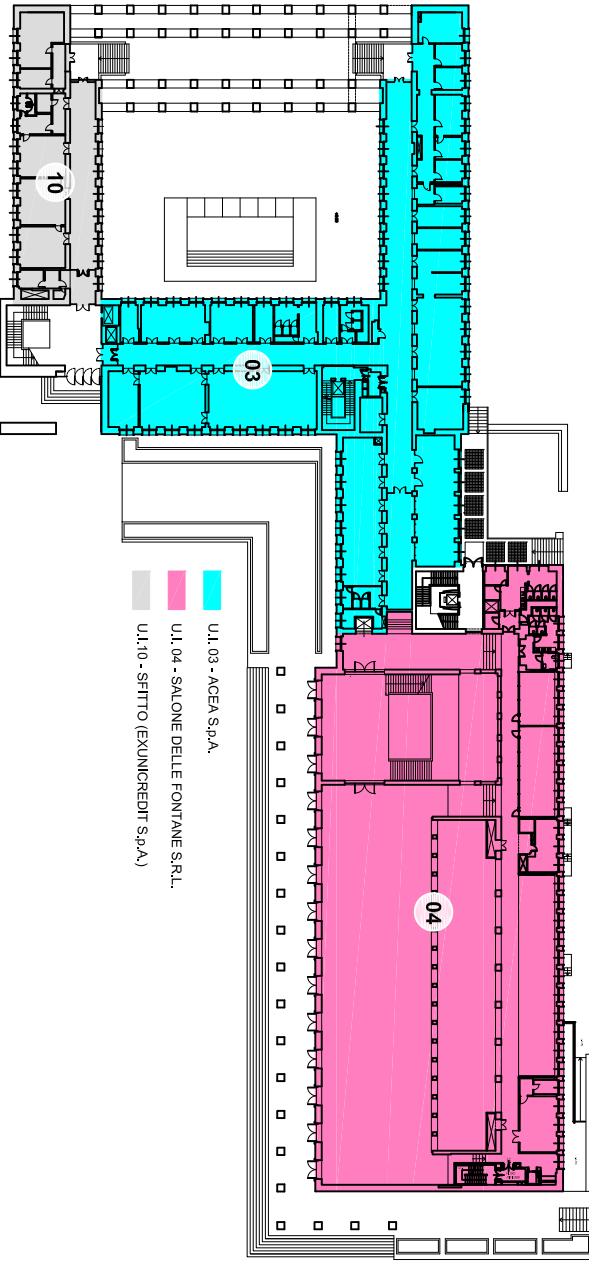 10
03
04
U.I. 03 - ACEA S.p.A.
U.I. 04 - SALONE DELLE FONTANE S.R.L.
U.I. 10 - SFITTO (EXUNICREDIT S.p.A.)